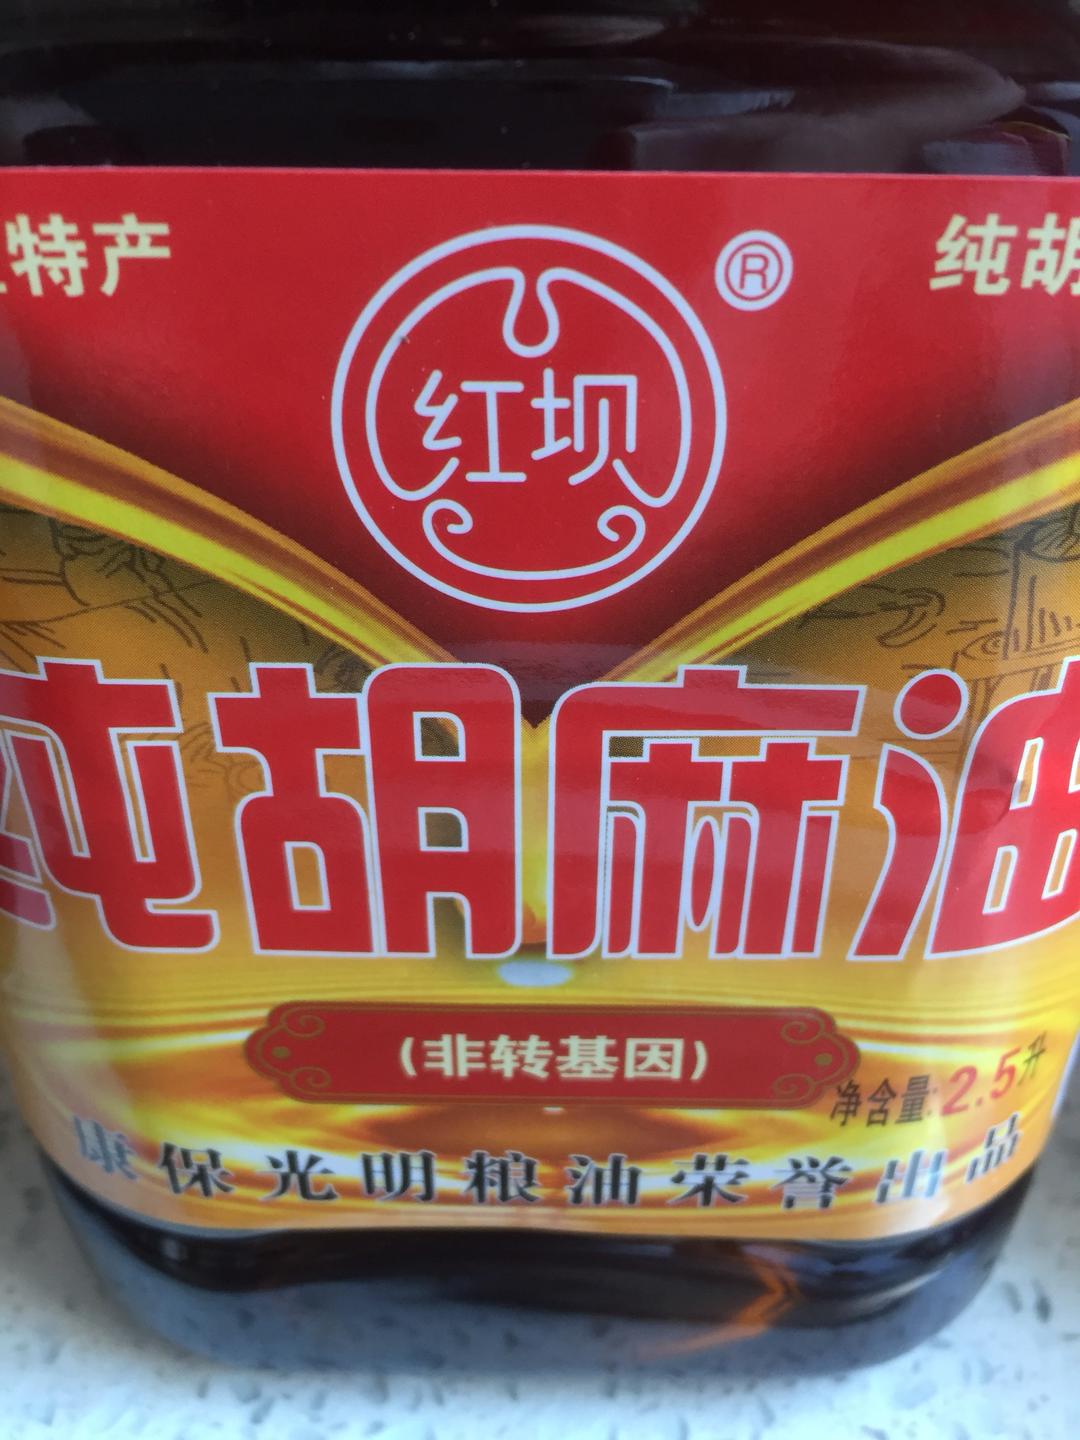 特产
®
纯胡
红坝
纯胡麻油
(非转基因)
净含量:2.5升
康保光明粮油荣誉出品